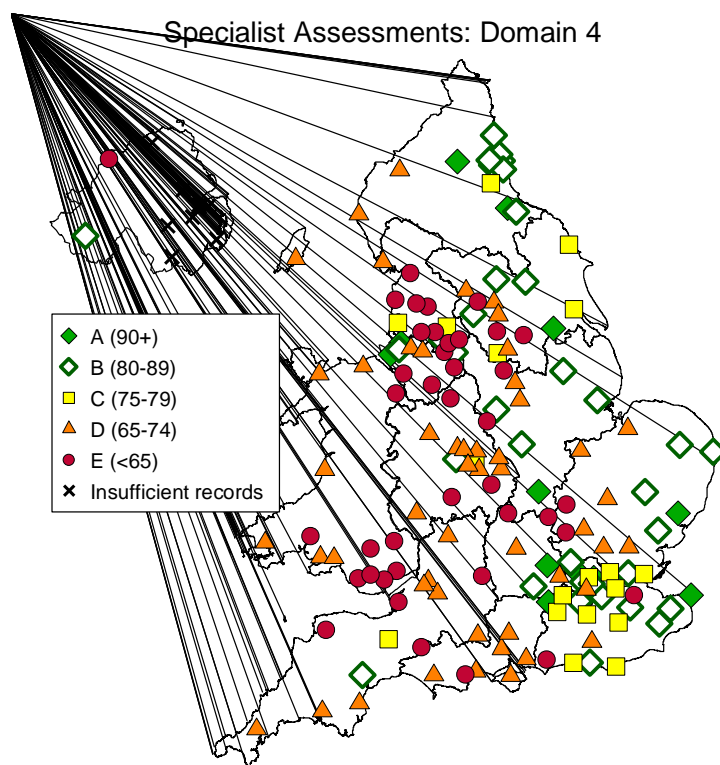 Specialist Assessments: Domain 4
A (90+)
B (80-89)
C (75-79)
D (65-74)
E (<65)
Insufficient records